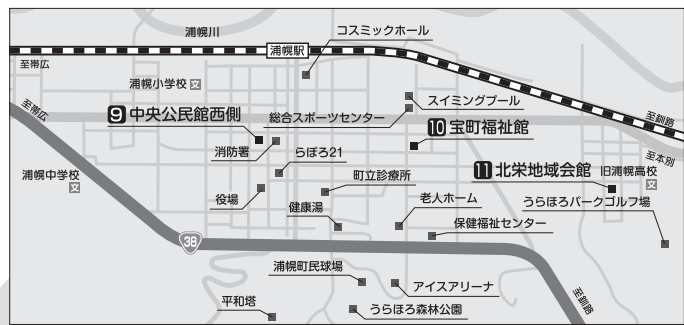 浦幌川
コスミックホール
浦幌駅
至帯広
浦幌小学校 文
スイミングプール
至帯広
9 中央公民館西側
総合スポーツセンター
至釧路
10 宝町福祉館
消防署
らぽろ21
至本別
11 北栄地域会館
旧浦幌高校
文
浦幌中学校
文
町立診療所
役場
老人ホーム
うらほろパークゴルフ場
健康湯
保健福祉センター
38
浦幌町民球場
アイスアリーナ
至釧路
平和塔
うらほろ森林公園